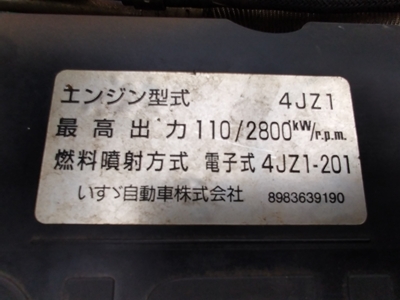 エンジン型式 4JZ1
最高出力 110/2800kW/r.p.m.
燃料噴射方式 電子式 4JZ1-201
いすゞ自動車株式会社 8983639190